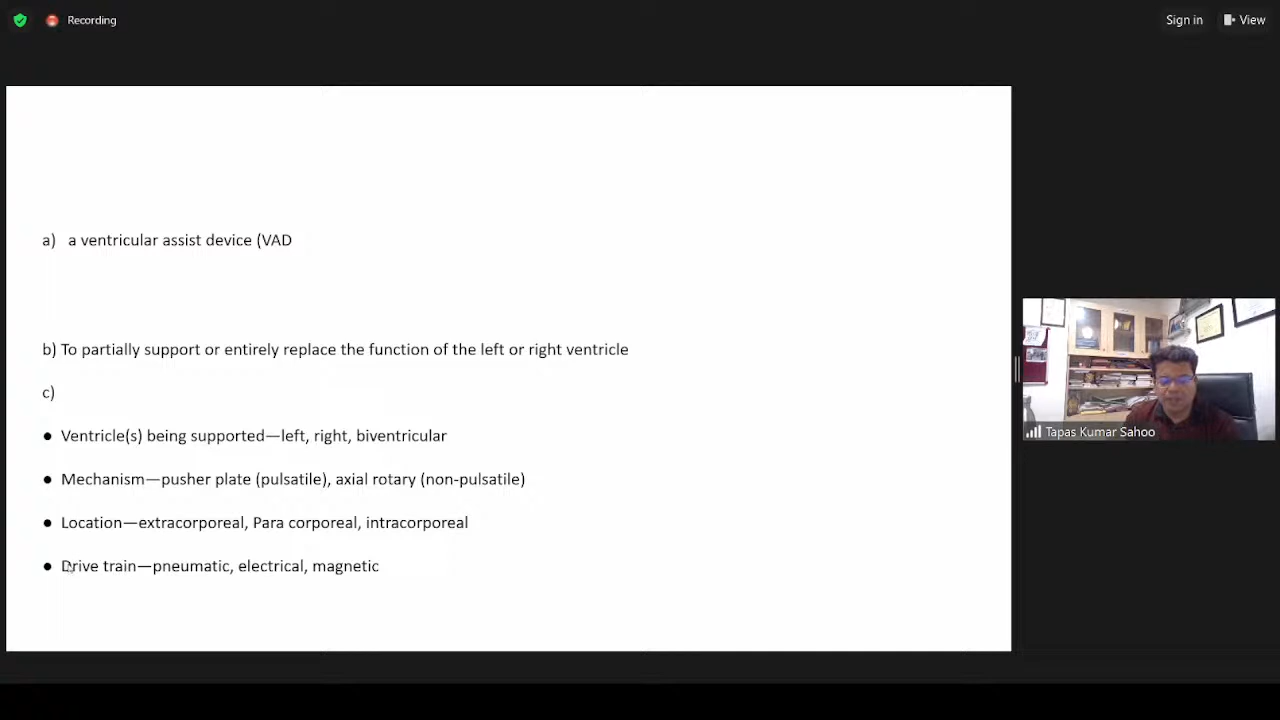 Recording
Sign in
View
a) a ventricular assist device (VAD
b) To partially support or entirely replace the function of the left or right ventricle
c)
● Ventricle(s) being supported—left, right, biventricular
● Mechanism—pusher plate (pulsatile), axial rotary (non-pulsatile)
● Location—extracorporeal, Para corporeal, intracorporeal
● Drive train—pneumatic, electrical, magnetic
Tapas Kumar Sahoo